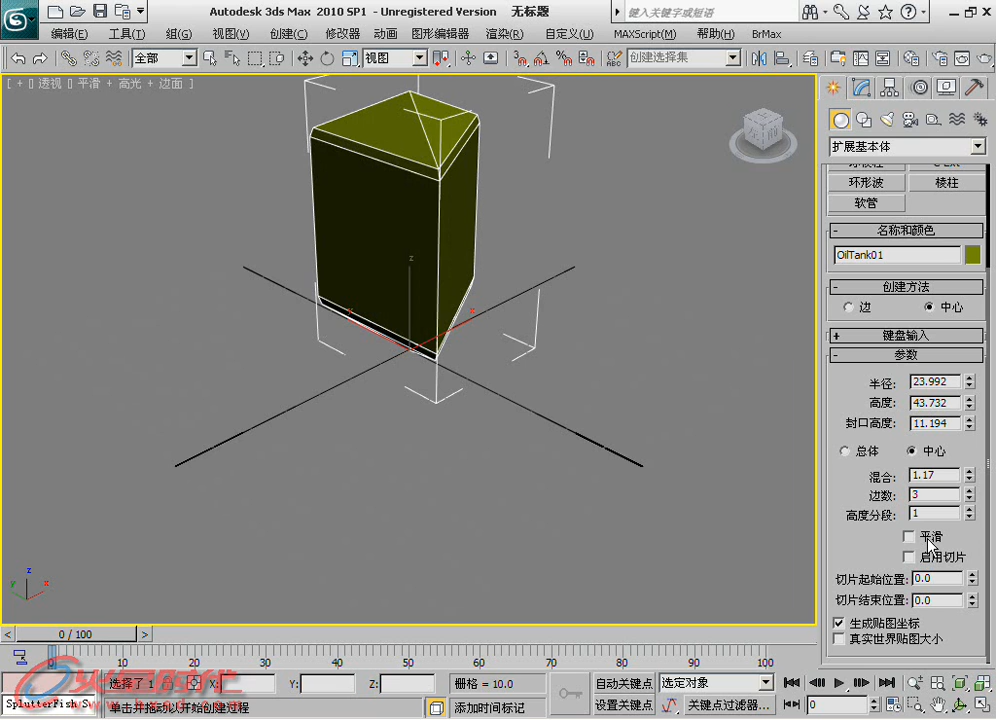 Autodesk 3ds Max 2010 SP1 - Unregistered Version 无标题
键入关键字或短语
编辑(E) 工具(T) 组(G) 视图(V) 创建(C) 修改器 动画 图形编辑器 渲染(R) 自定义(U) MAXScript(M) 帮助(H) BrMax
全部 视图 创建选择集
[ + [] 透视 [] 平滑 + 高光 + 边面 ]
z
x
扩展基本体
环形波 棱柱
软管
- 名称和颜色
OilTank01
- 创建方法
边 中心
+ 键盘输入
- 参数
半径: 23.992
高度: 43.732
封口高度: 11.194
总体 中心
混合: 1.17
边数: 3
高度分段: 1
平滑
启用切片
切片起始位置: 0.0
切片结束位置: 0.0
生成贴图坐标
真实世界贴图大小
z
y x
< 0 / 100 >
0 10 20 30 40 50 60 70 80 90 100
火星时代
选择了 1 X: Y: Z: 栅格 = 10.0 自动关键点 选定对象
SplutterFish S 单击并拖动以开始创建过程 添加时间标记 设置关键点 关键点过滤器... 0